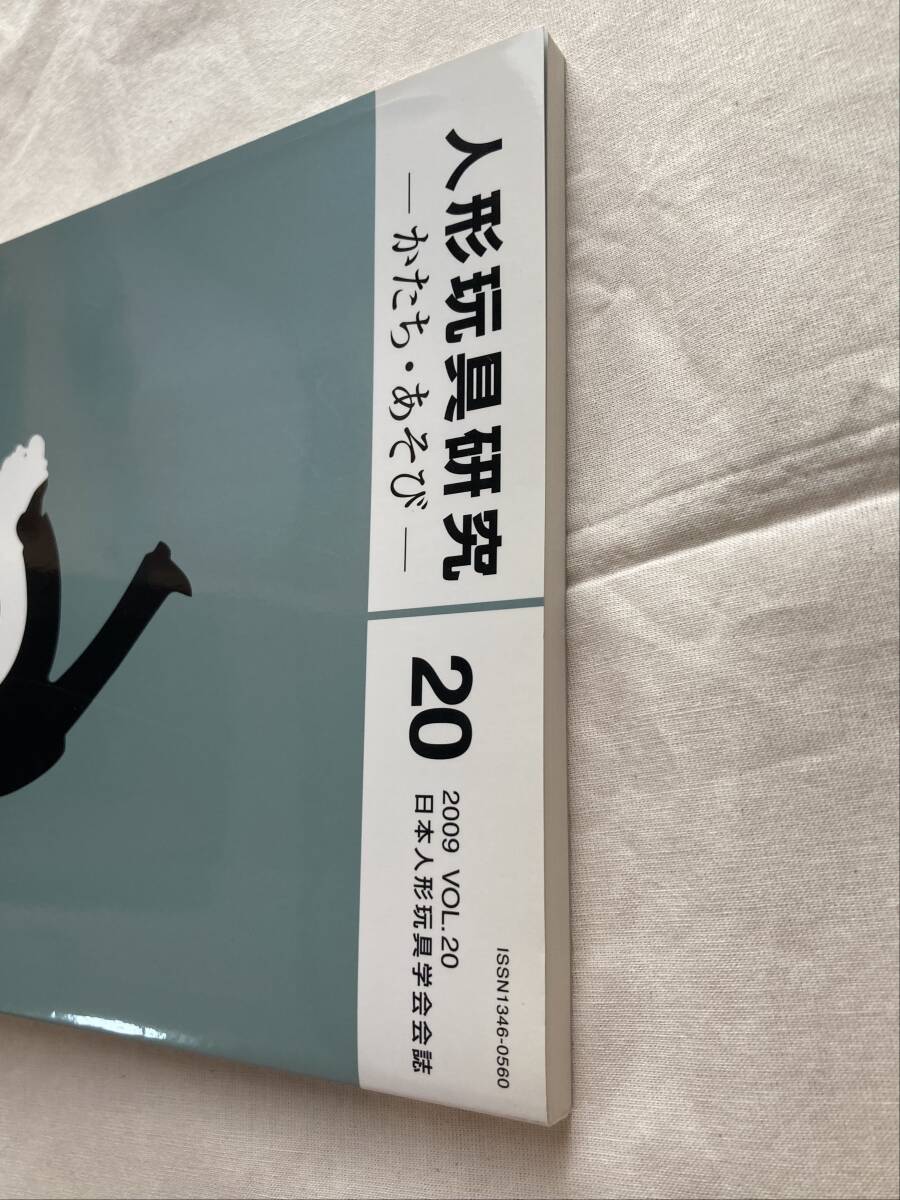 人形玩具研究
―かたち・あそび―
20
2009 VOL.20
日本人形玩具学会会誌
ISSN1346-0560